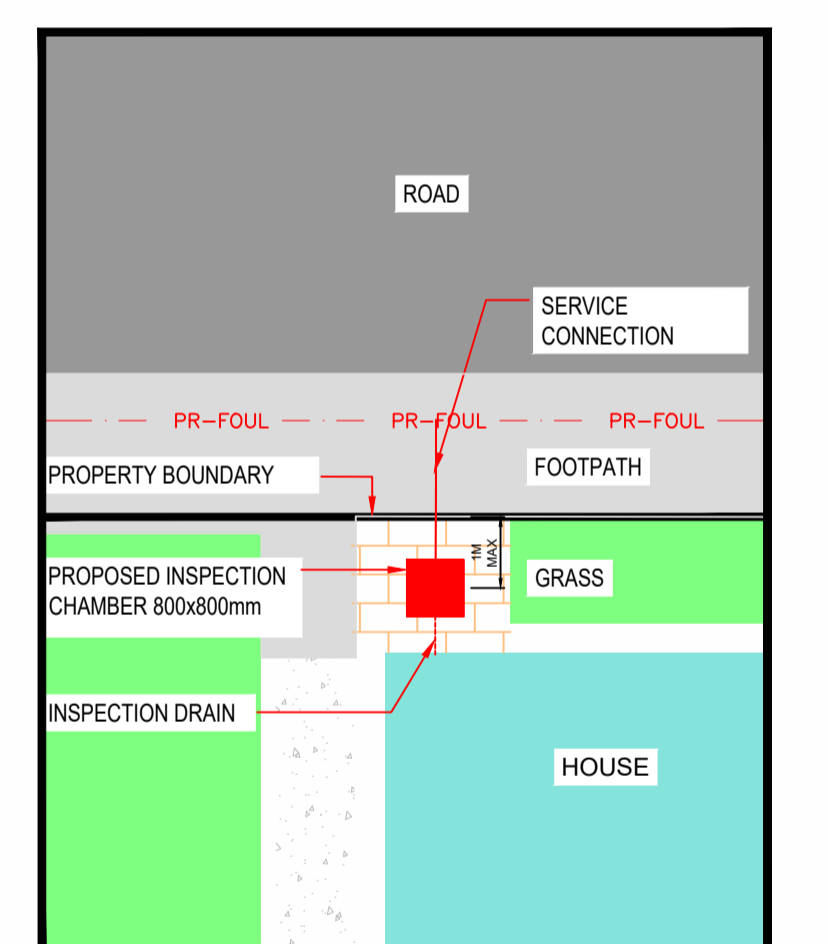 ROAD
SERVICE
CONNECTION
PR-FOUL PR-FOUL PR-FOUL
PROPERTY BOUNDARY
FOOTPATH
1M
MAX
PROPOSED INSPECTION
CHAMBER 800x800mm
GRASS
INSPECTION DRAIN
HOUSE